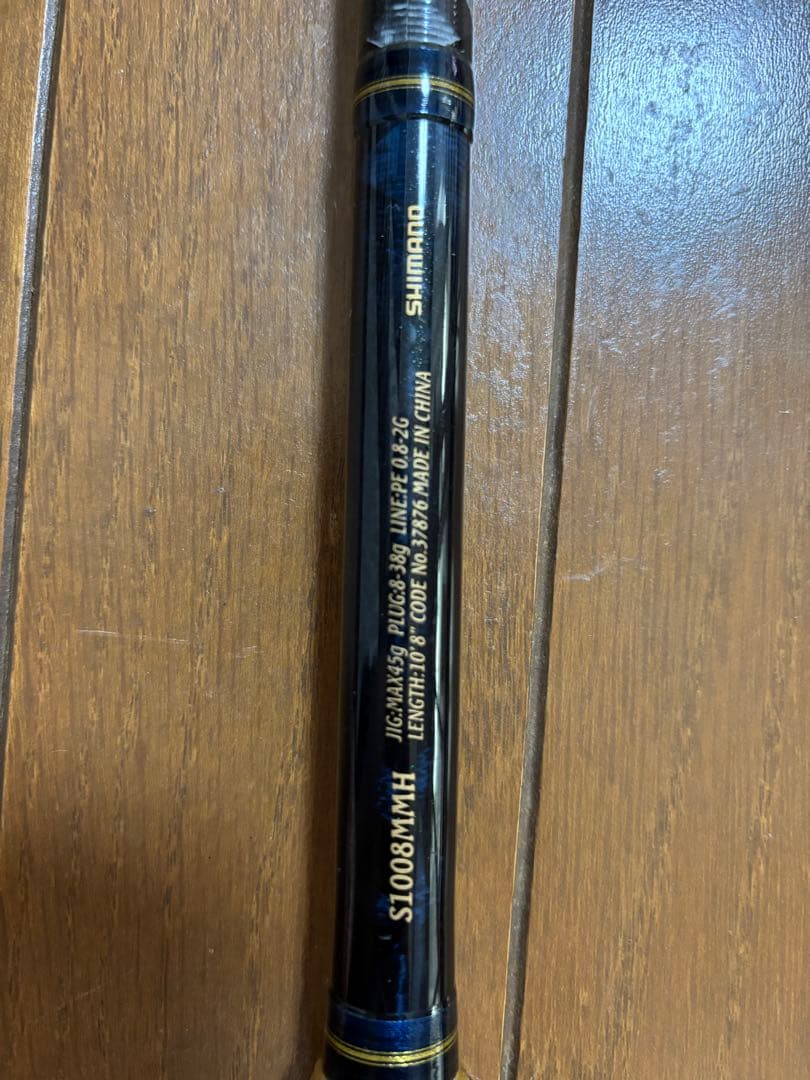 SHIMANO
JIG:MAX45g PLUG:8-38g LINE:PE 0.8-2G
LENGTH:10'8" CODE No.37876 MADE IN CHINA
S1008MMH